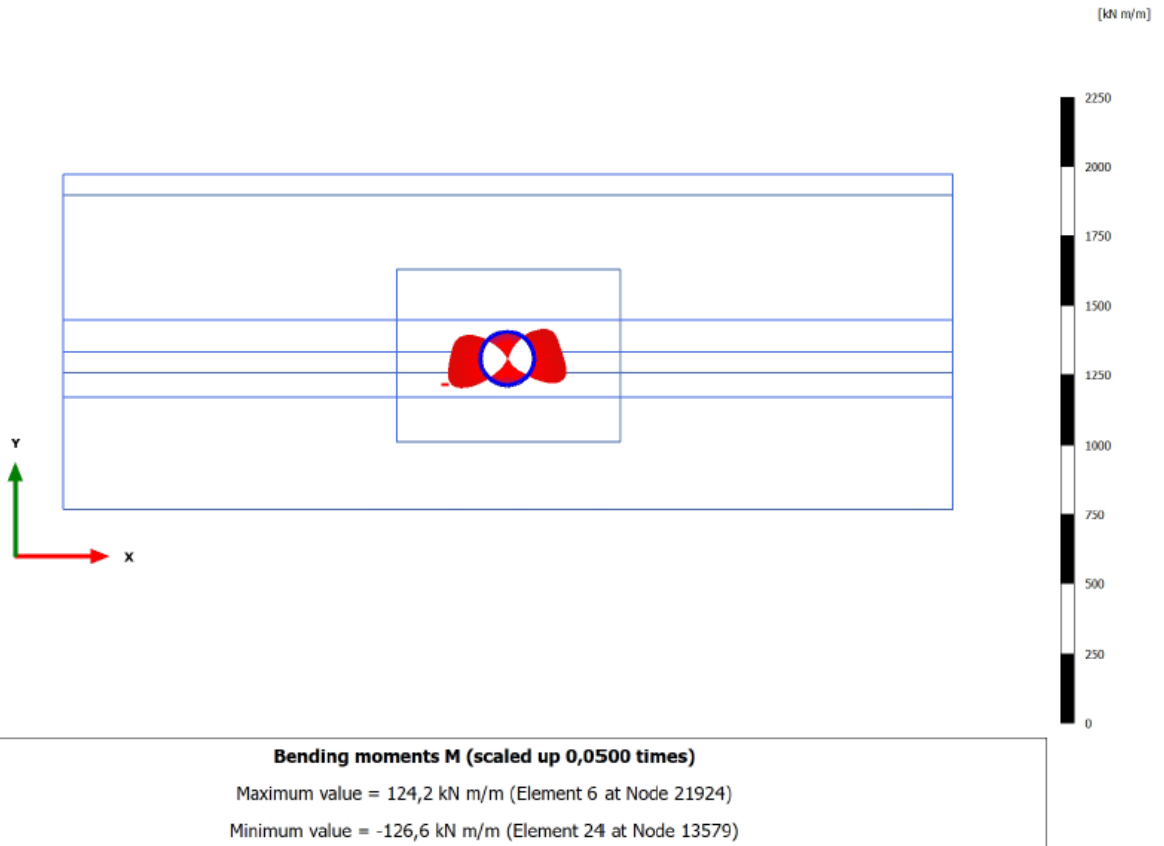 [kN m/m]
2250
2000
1750
1500
1250
1000
750
500
250
0
Y
X
Bending moments M (scaled up 0,0500 times)
Maximum value = 124,2 kN m/m (Element 6 at Node 21924)
Minimum value = -126,6 kN m/m (Element 24 at Node 13579)